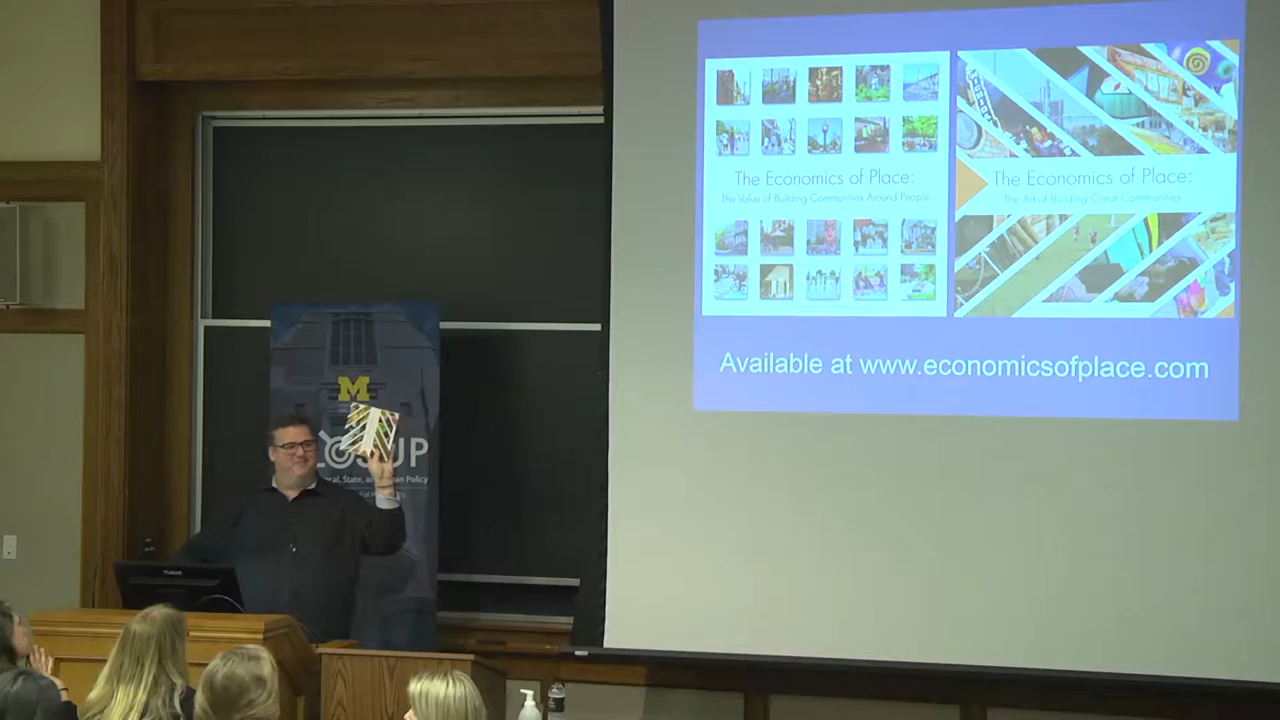 The Economics of Place:
The Value of Building Communities Around People
The Economics of Place:
The Art of Building Great Communities
Available at www.economicsofplace.com
M